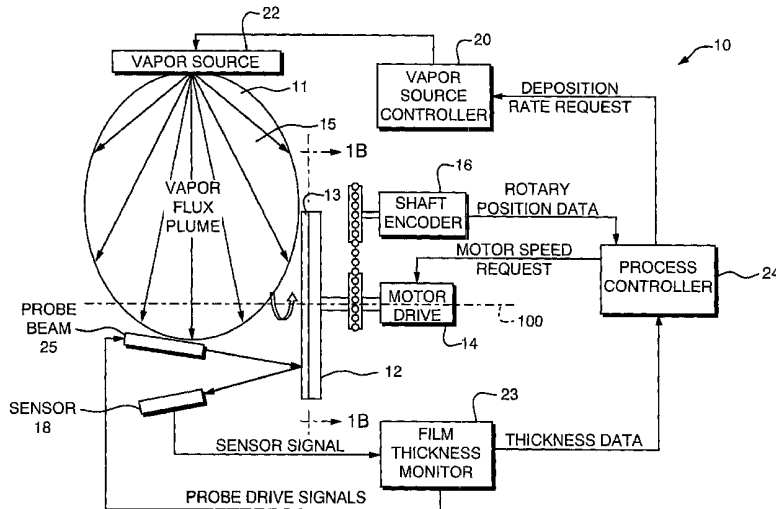 22
VAPOR SOURCE
20
VAPOR
SOURCE
CONTROLLER
10
DEPOSITION
RATE REQUEST
11
15
1B
VAPOR
FLUX
PLUME
13
16
SHAFT
ENCODER
ROTARY
POSITION DATA
MOTOR SPEED
REQUEST
PROCESS
CONTROLLER
24
MOTOR
DRIVE
14
100
PROBE
BEAM
25
12
SENSOR
18
1B
23
SENSOR SIGNAL
FILM
THICKNESS
MONITOR
THICKNESS DATA
PROBE DRIVE SIGNALS